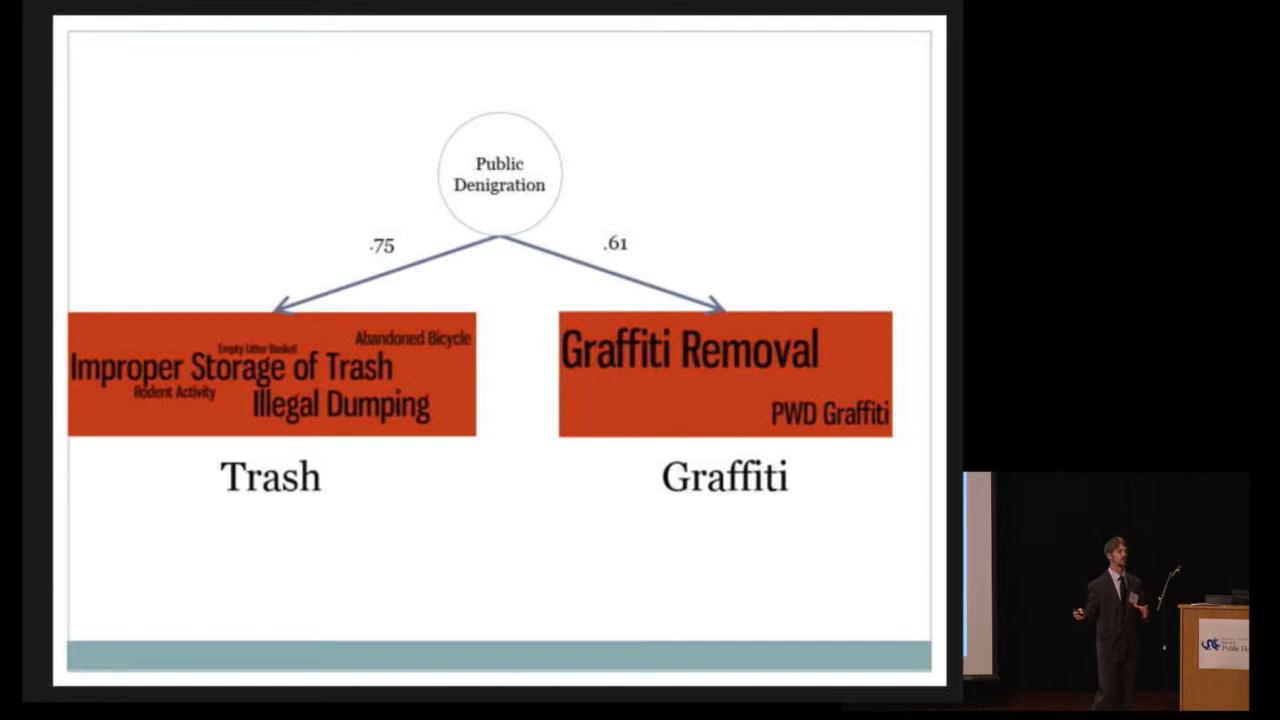 Public
Denigration
.75
.61
Abandoned Bicycle
Empty Litter Basket
Improper Storage of Trash
Rodent Activity
Illegal Dumping
Graffiti Removal
PWD Graffiti
Trash
Graffiti
Public